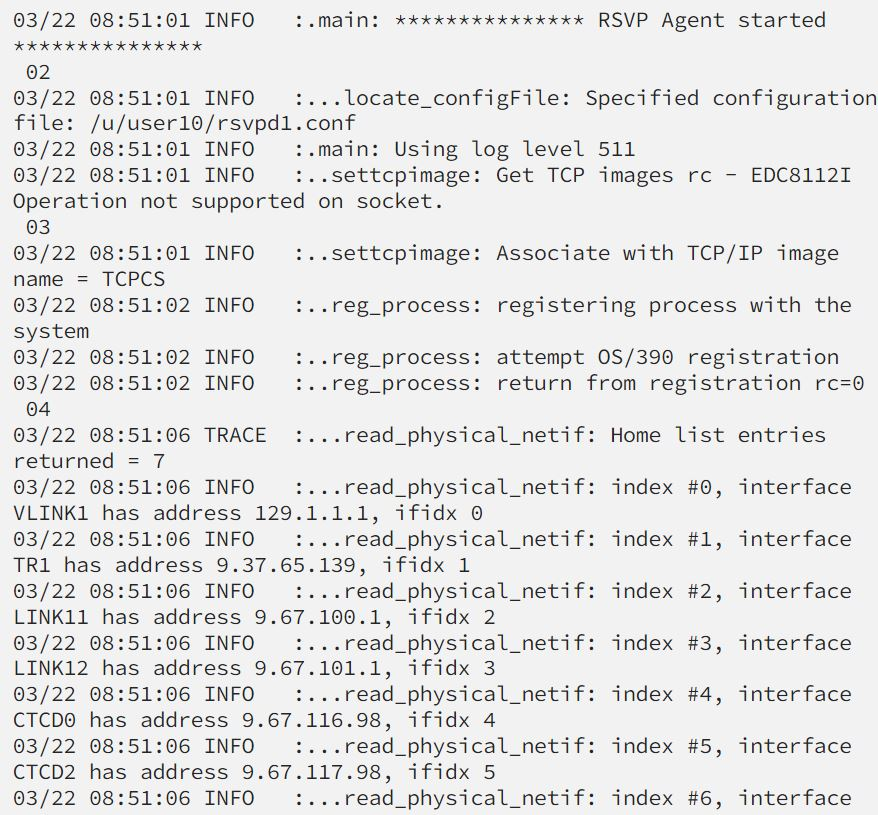 03/22 08:51:01 INFO   :.main: *************** RSVP Agent started
***************
 02
03/22 08:51:01 INFO   :...locate_configFile: Specified configuration
file: /u/user10/rsvpd1.conf
03/22 08:51:01 INFO   :.main: Using log level 511
03/22 08:51:01 INFO   :..settcpimage: Get TCP images rc - EDC8112I
Operation not supported on socket.
 03
03/22 08:51:01 INFO   :..settcpimage: Associate with TCP/IP image
name = TCPCS
03/22 08:51:02 INFO   :..reg_process: registering process with the
system
03/22 08:51:02 INFO   :..reg_process: attempt OS/390 registration
03/22 08:51:02 INFO   :..reg_process: return from registration rc=0
 04
03/22 08:51:06 TRACE  :...read_physical_netif: Home list entries
returned = 7
03/22 08:51:06 INFO   :...read_physical_netif: index #0, interface
VLINK1 has address 129.1.1.1, ifidx 0
03/22 08:51:06 INFO   :...read_physical_netif: index #1, interface
TR1 has address 9.37.65.139, ifidx 1
03/22 08:51:06 INFO   :...read_physical_netif: index #2, interface
LINK11 has address 9.67.100.1, ifidx 2
03/22 08:51:06 INFO   :...read_physical_netif: index #3, interface
LINK12 has address 9.67.101.1, ifidx 3
03/22 08:51:06 INFO   :...read_physical_netif: index #4, interface
CTCD0 has address 9.67.116.98, ifidx 4
03/22 08:51:06 INFO   :...read_physical_netif: index #5, interface
CTCD2 has address 9.67.117.98, ifidx 5
03/22 08:51:06 INFO   :...read_physical_netif: index #6, interface